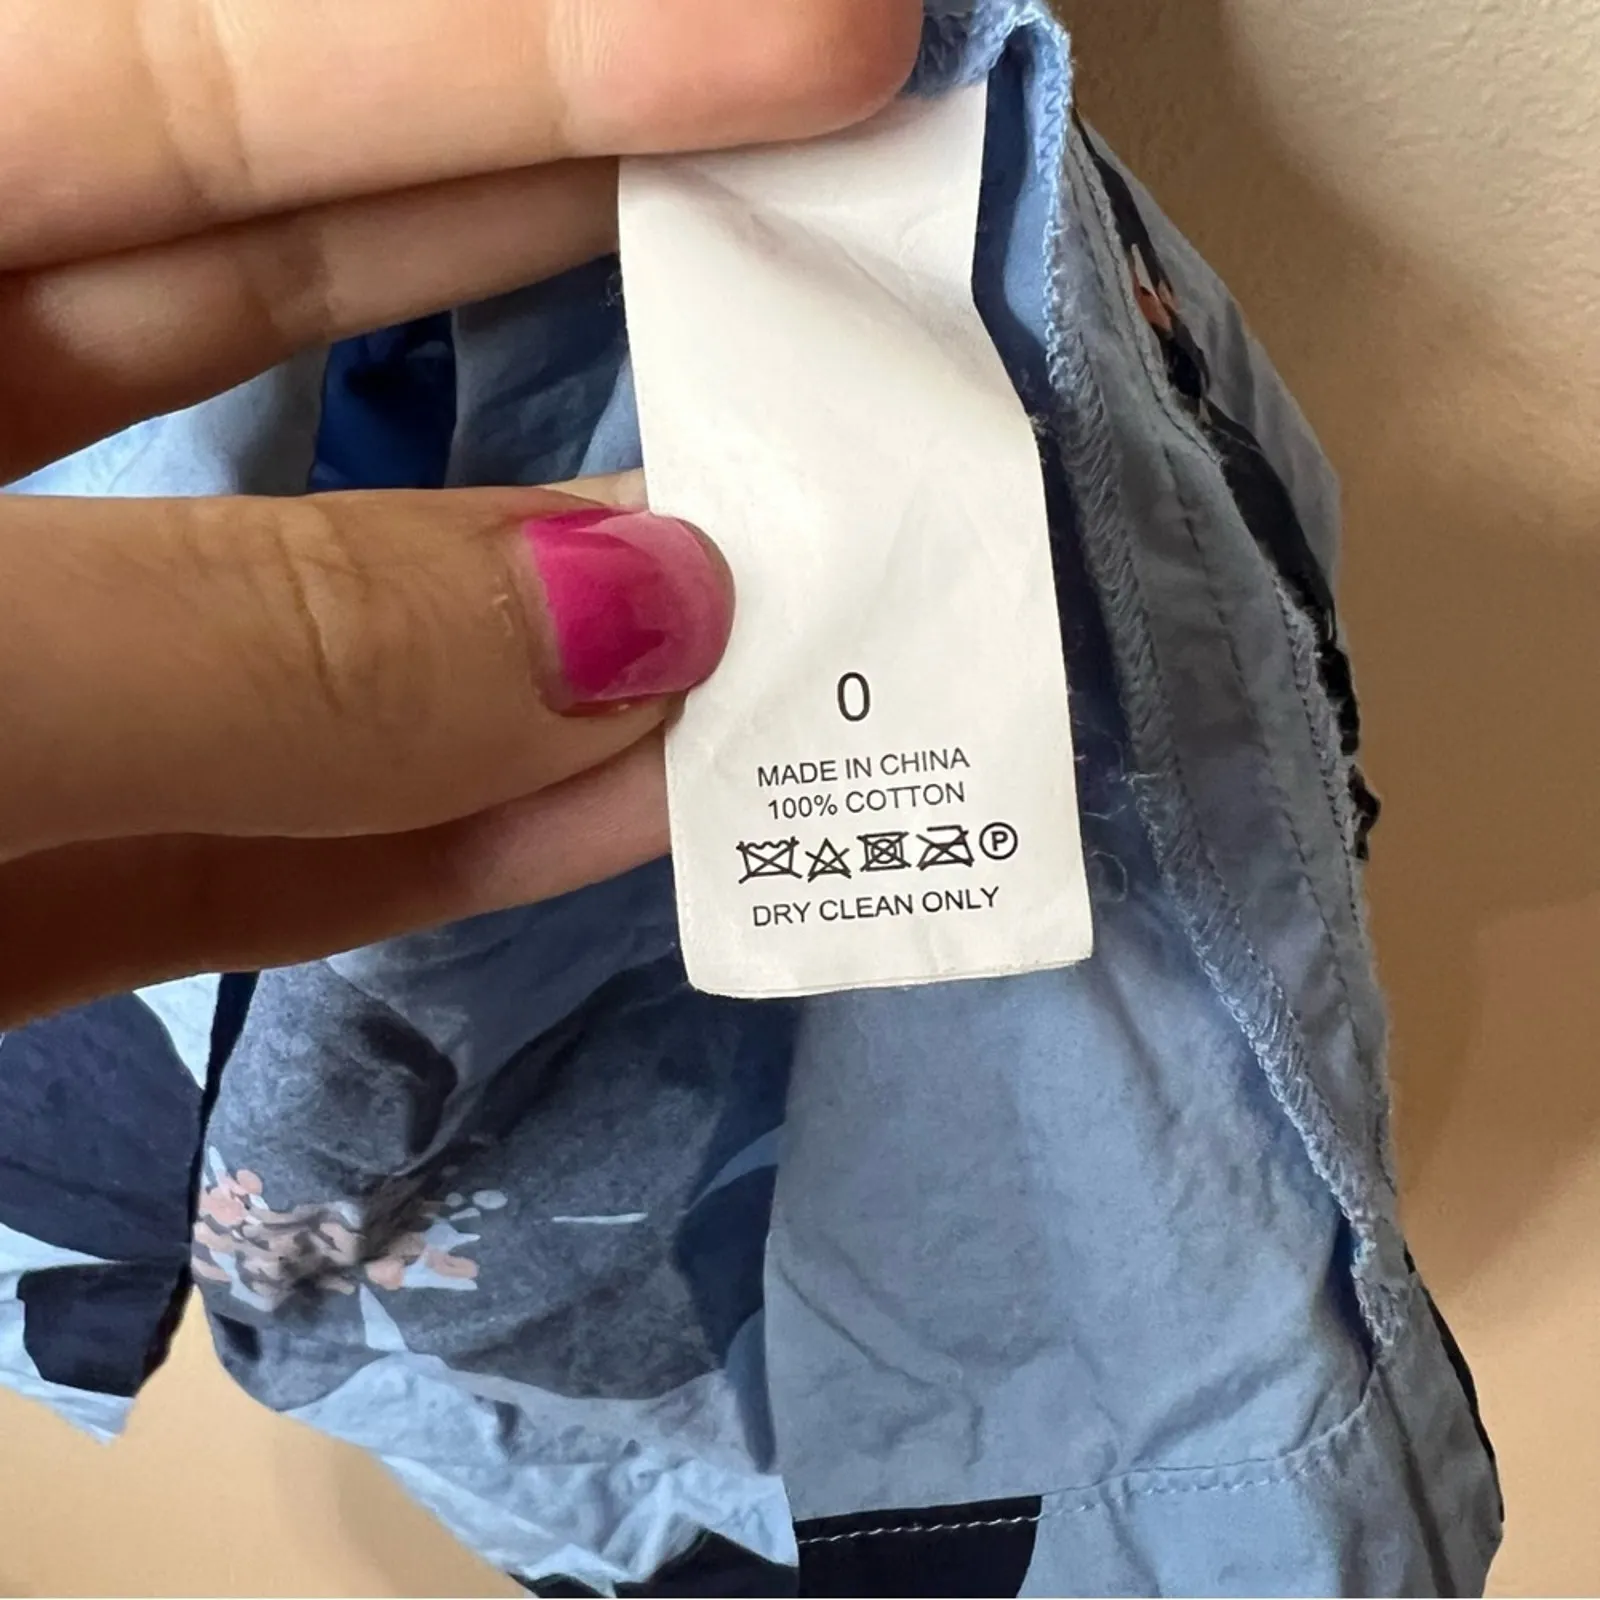 0
MADE IN CHINA
100% COTTON
P
DRY CLEAN ONLY